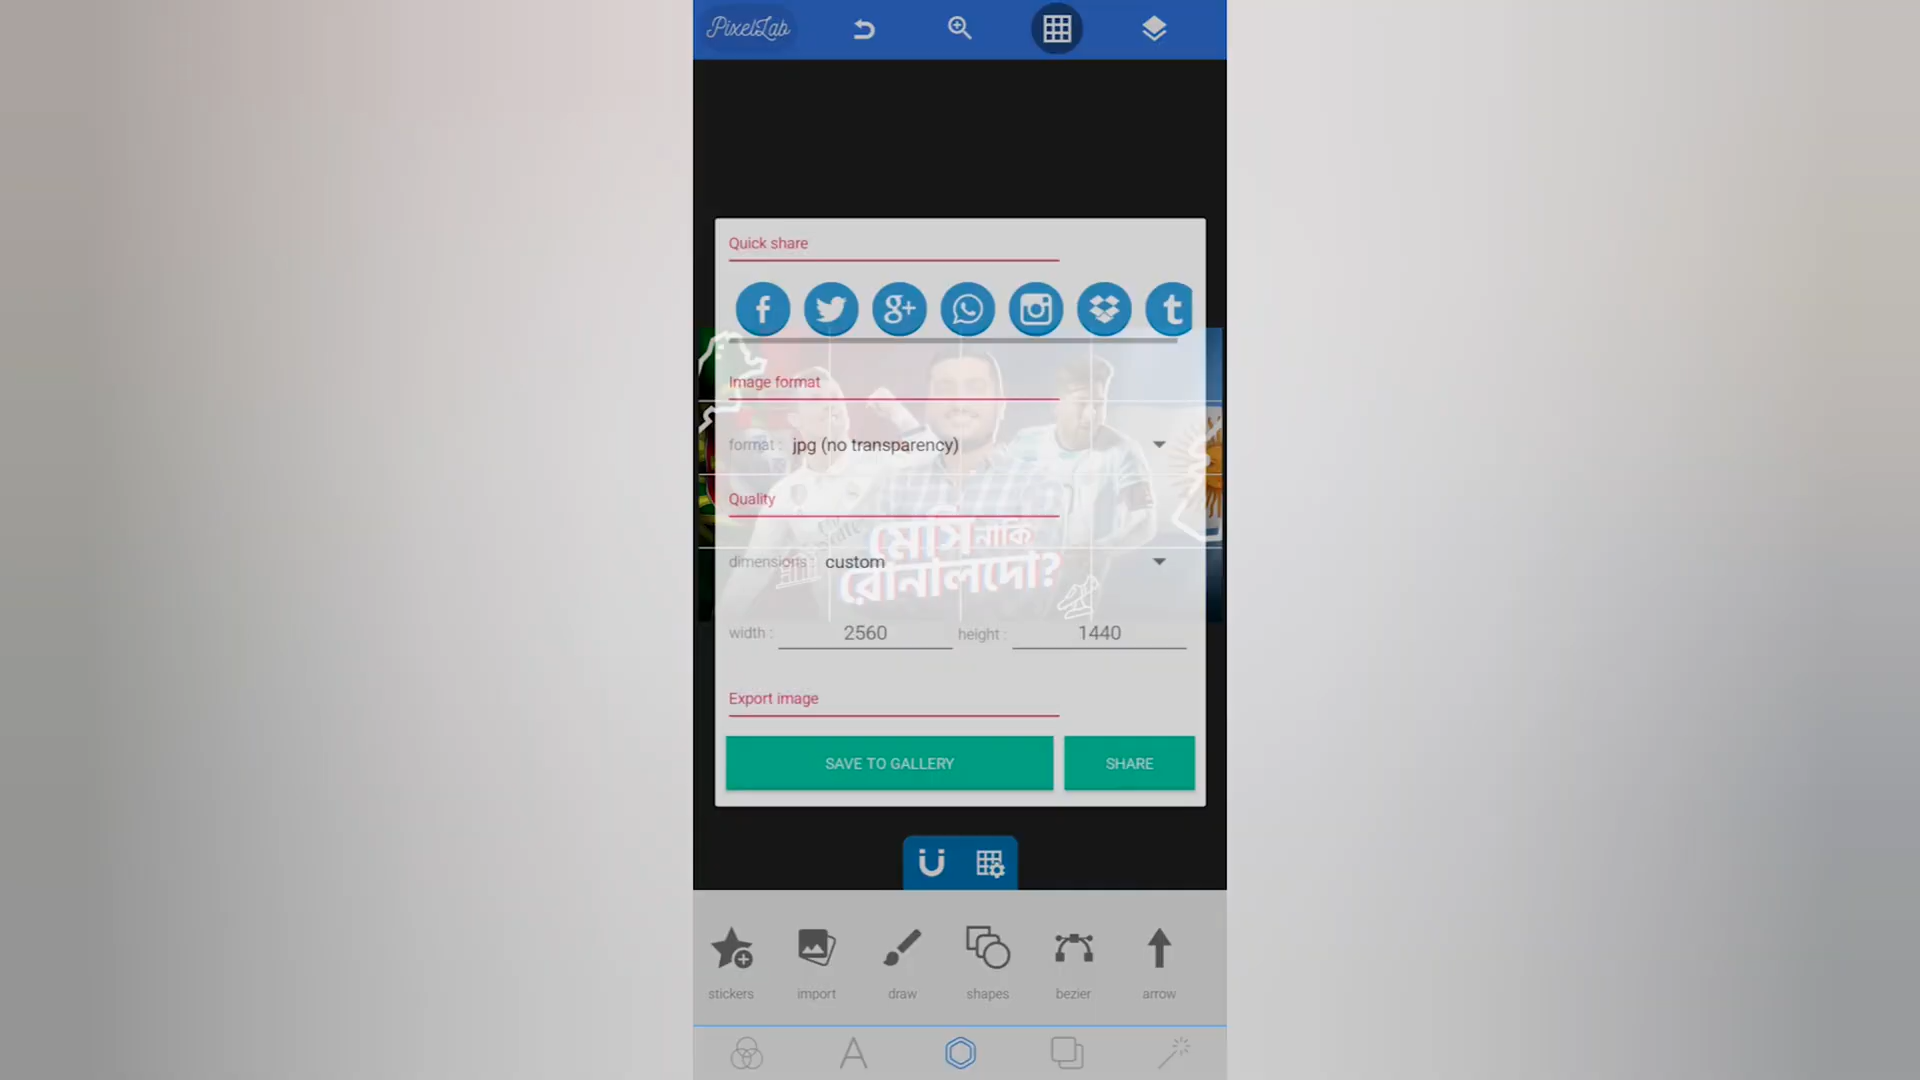 PixelLab
Quick share
Image format
format : jpg (no transparency)
Quality
dimensions : custom
মেসি নাকি
রোনালদো?
width : 2560 height : 1440
Export image
SAVE TO GALLERY SHARE
stickers import draw shapes bezier arrow